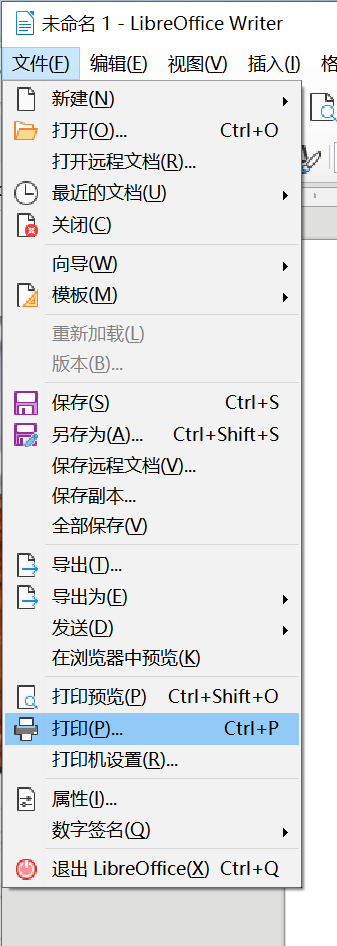 未命名 1 - LibreOffice Writer
文件(F) 编辑(E) 视图(V) 插入(I) 格
新建(N)
打开(O)... Ctrl+O
打开远程文档(R)...
最近的文档(U)
关闭(C)
向导(W)
模板(M)
重新加载(L)
版本(B)...
保存(S) Ctrl+S
另存为(A)... Ctrl+Shift+S
保存远程文档(V)...
保存副本...
全部保存(V)
导出(T)...
导出为(E)
发送(D)
在浏览器中预览(K)
打印预览(P) Ctrl+Shift+O
打印(P)... Ctrl+P
打印机设置(R)...
属性(I)...
数字签名(Q)
退出 LibreOffice(X) Ctrl+Q